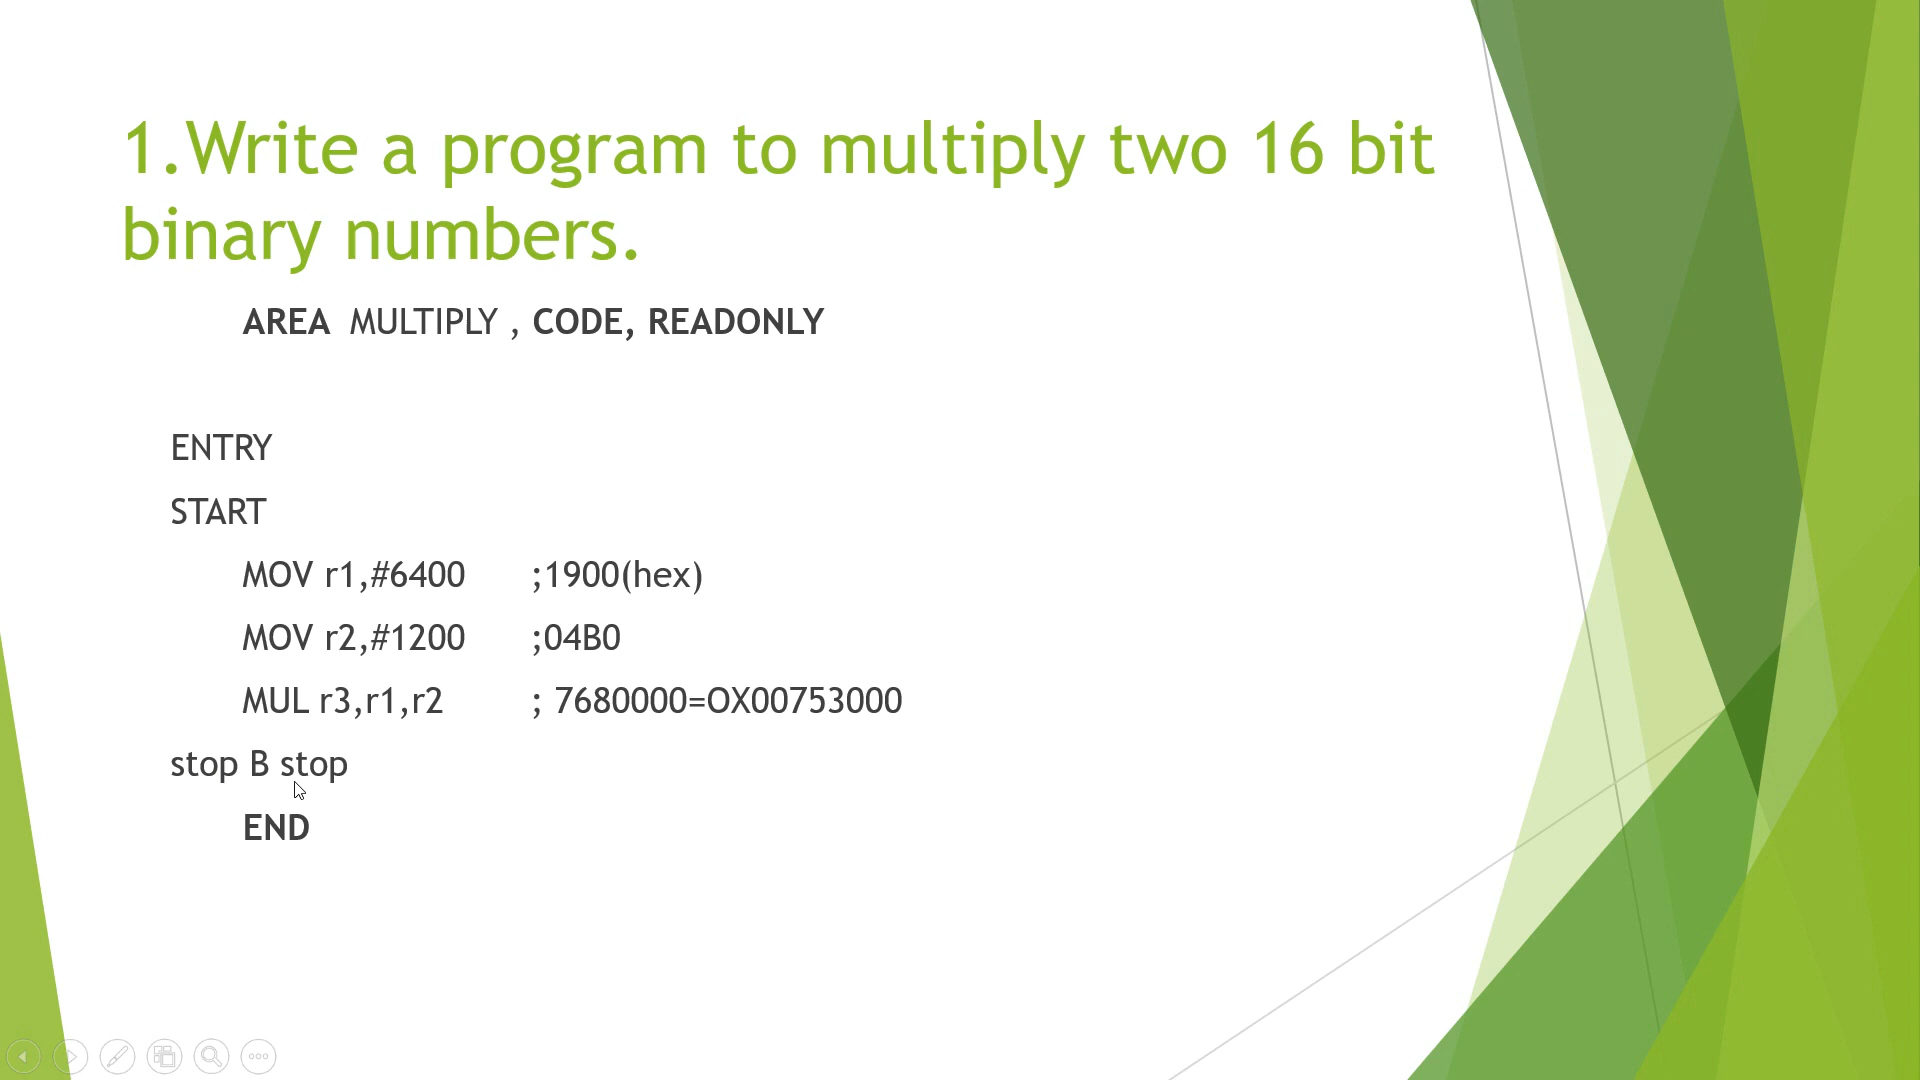 1.Write a program to multiply two 16 bit
binary numbers.
AREA MULTIPLY , CODE, READONLY
ENTRY
START
MOV r1,#6400 ;1900(hex)
MOV r2,#1200 ;04B0
MUL r3,r1,r2 ; 7680000=OX00753000
stop B stop
END